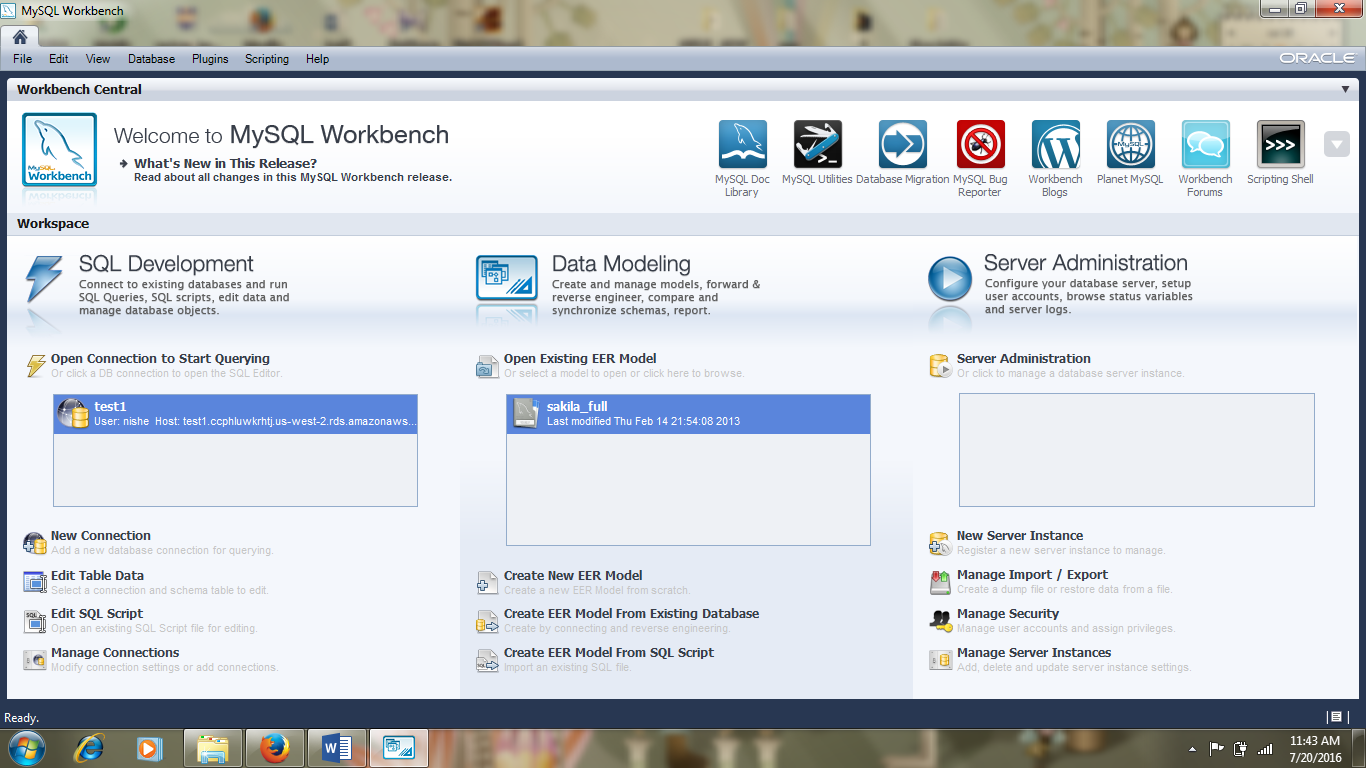 MySQL Workbench
File Edit View Database Plugins Scripting Help
ORACLE
Workbench Central
MySQL
Workbench
Welcome to MySQL Workbench
What's New in This Release?
Read about all changes in this MySQL Workbench release.
MySQL Doc
Library
MySQL Utilities
Database Migration
MySQL Bug
Reporter
Workbench
Blogs
MySQL
Planet MySQL
Workbench
Forums
>>>
Scripting Shell
Workspace
SQL Development
Connect to existing databases and run
SQL Queries, SQL scripts, edit data and
manage database objects.
Open Connection to Start Querying
Or click a DB connection to open the SQL Editor.
test1
User: nishe Host: test1.ccphluwkrhtj.us-west-2.rds.amazonaws...
New Connection
Add a new database connection for querying.
Edit Table Data
Select a connection and schema table to edit.
SQL
Edit SQL Script
Open an existing SQL Script file for editing.
Manage Connections
Modify connection settings or add connections.
Data Modeling
Create and manage models, forward &
reverse engineer, compare and
synchronize schemas, report.
Open Existing EER Model
Or select a model to open or click here to browse.
sakila_full
Last modified Thu Feb 14 21:54:08 2013
Create New EER Model
Create a new EER Model from scratch.
Create EER Model From Existing Database
Create by connecting and reverse engineering.
SQL
Create EER Model From SQL Script
Import an existing SQL file.
Server Administration
Configure your database server, setup
user accounts, browse status variables
and server logs.
Server Administration
Or click to manage a database server instance.
New Server Instance
Register a new server instance to manage.
Manage Import / Export
Create a dump file or restore data from a file.
Manage Security
Manage user accounts and assign privileges.
Manage Server Instances
Add, delete and update server instance settings.
Ready.
11:43 AM
7/20/2016